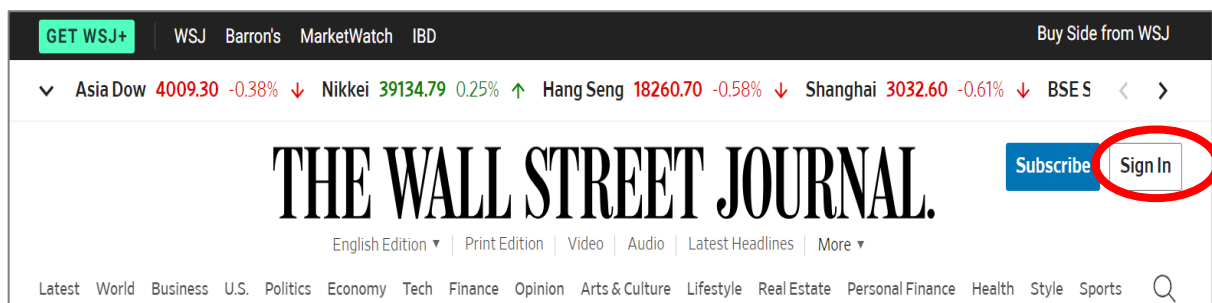 GET WSJ+ WSJ Barron's MarketWatch IBD Buy Side from WSJ
Asia Dow 4009.30 -0.38% ↓ Nikkei 39134.79 0.25% ↑ Hang Seng 18260.70 -0.58% ↓ Shanghai 3032.60 -0.61% ↓ BSE S
THE WALL STREET JOURNAL.
Subscribe Sign In
English Edition ▼ Print Edition Video Audio Latest Headlines More ▼
Latest World Business U.S. Politics Economy Tech Finance Opinion Arts & Culture Lifestyle Real Estate Personal Finance Health Style Sports